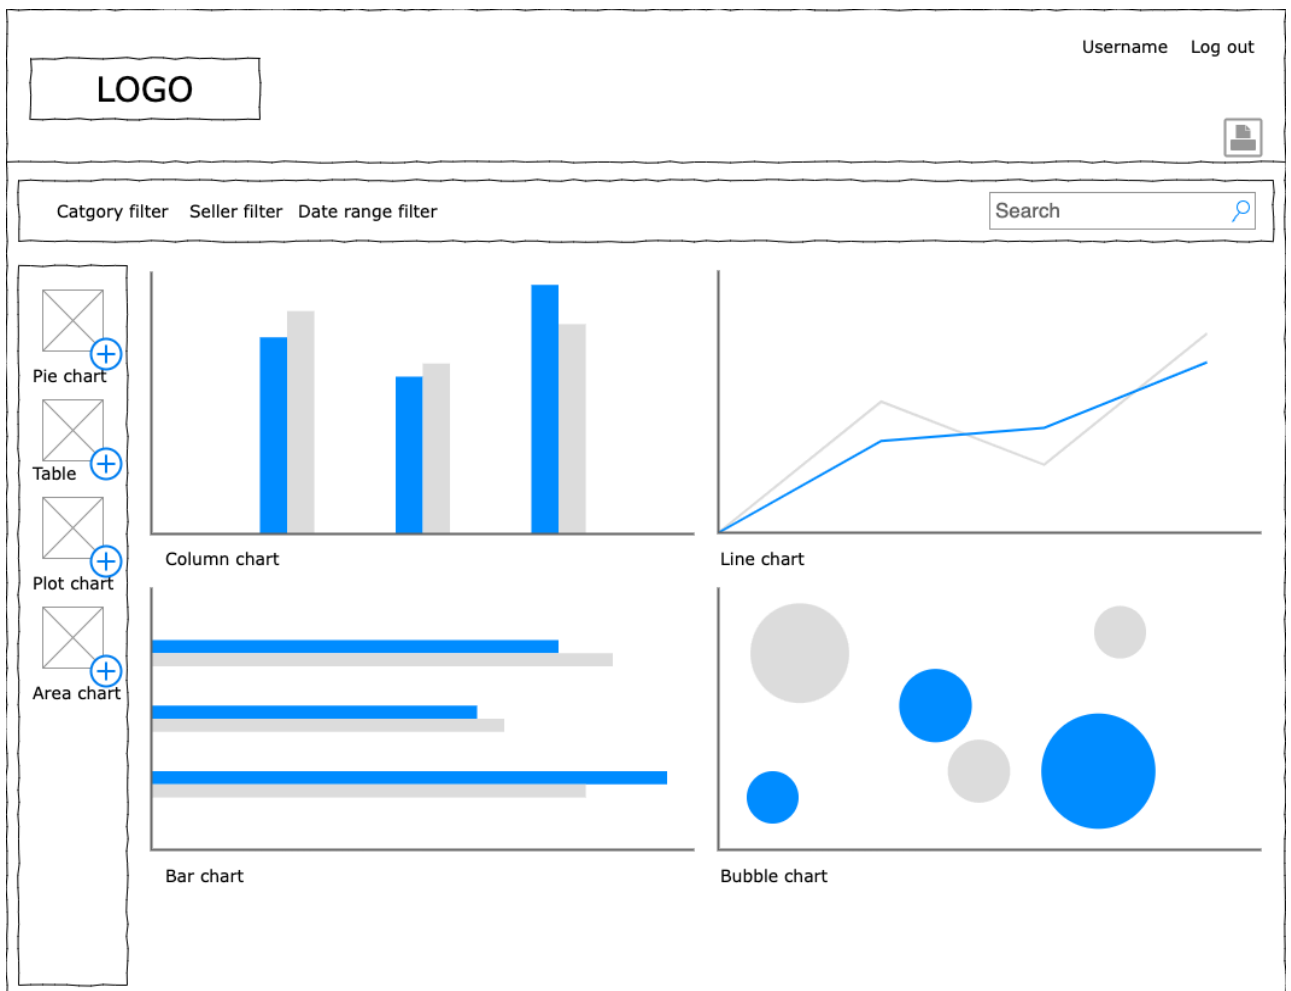 Username Log out
LOGO
Catgory filter Seller filter Date range filter Search
Pie chart
Table
Plot chart
Area chart
Column chart
Line chart
Bar chart
Bubble chart